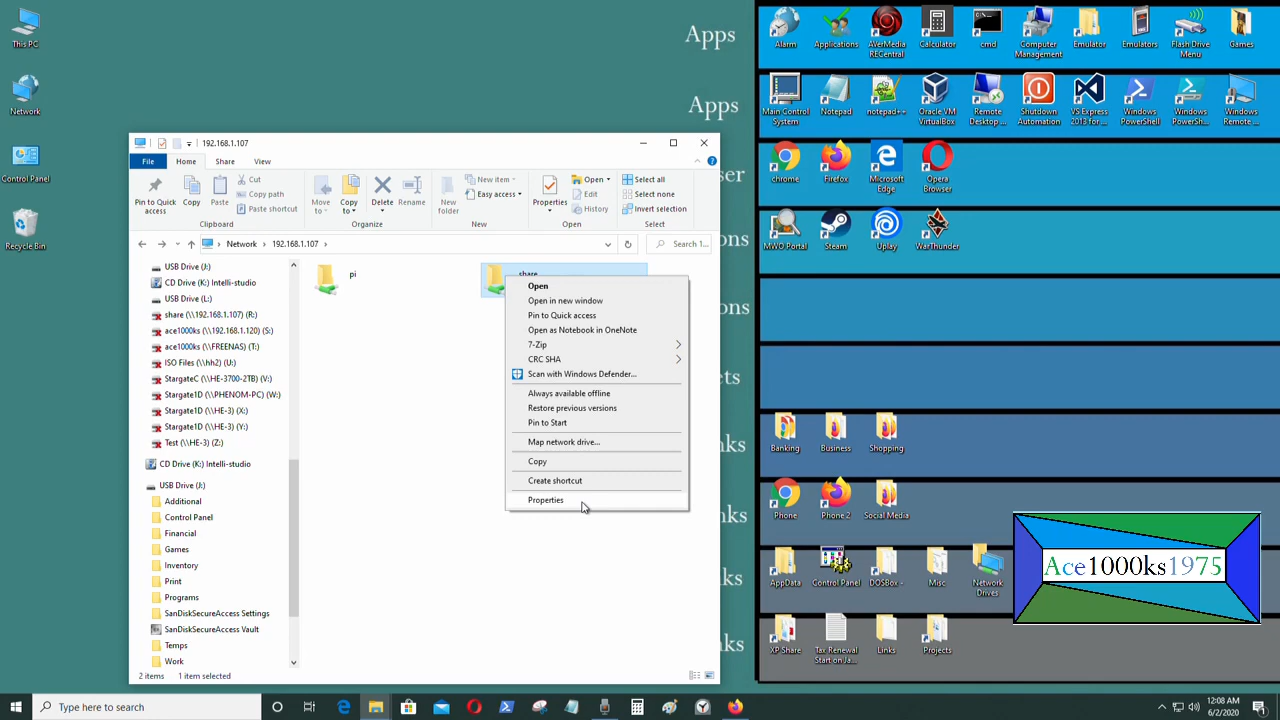 This PC
Network
Control Panel
Recycle Bin
Apps
Apps
192.168.1.107
File
Home
Share
View
Pin to Quick
access
Copy
Paste
Cut
Copy path
Paste shortcut
Clipboard
Move
to
Copy
to
Delete
Rename
Organize
New
folder
New item
Easy access
New
Properties
Open
Edit
History
Open
Select all
Select none
Invert selection
Select
Network > 192.168.1.107 >
Search 1...
USB Drive (J:)
CD Drive (K:) Intelli-studio
USB Drive (L:)
share (\\192.168.1.107) (R:)
ace1000ks (\\192.168.1.120) (S:)
ace1000ks (\\FREENAS) (T:)
ISO Files (\\hh2) (U:)
StargateC (\\HE-3700-2TB) (V:)
Stargate1D (\\PHENOM-PC) (W:)
Stargate1D (\\HE-3) (X:)
Stargate1D (\\HE-3) (Y:)
Test (\\HE-3) (Z:)
CD Drive (K:) Intelli-studio
USB Drive (J:)
Additional
Control Panel
Financial
Games
Inventory
Print
Programs
SanDiskSecureAccess Settings
SanDiskSecureAccess Vault
Temps
Work
2 items
1 item selected
pi
share
Open
Open in new window
Pin to Quick access
Open as Notebook in OneNote
7-Zip
CRC SHA
Scan with Windows Defender...
Always available offline
Restore previous versions
Pin to Start
Map network drive...
Copy
Create shortcut
Properties
Alarm
Applications
AVerMedia
RECentral
Calculator
cmd
Computer
Management
Emulator
Emulators
Flash Drive
Menu
Games
Main Control
System
Notepad
notepad++
Oracle VM
VirtualBox
Remote
Desktop ...
Shutdown
Automation
VS Express
2013 for ...
Windows
PowerShell
Windows
PowerSh...
Windows
Remote ...
chrome
Firefox
Microsoft
Edge
Opera
Browser
MWO Portal
Steam
Uplay
WarThunder
Banking
Business
Shopping
Phone
Phone 2
Social Media
AppData
Control Panel
DOSBox -
Misc
Network
Drives
XP Share
Tax Renewal
Start on Ja...
Links
Projects
Ace1000ks1975
Type here to search
12:08 AM
6/2/2020